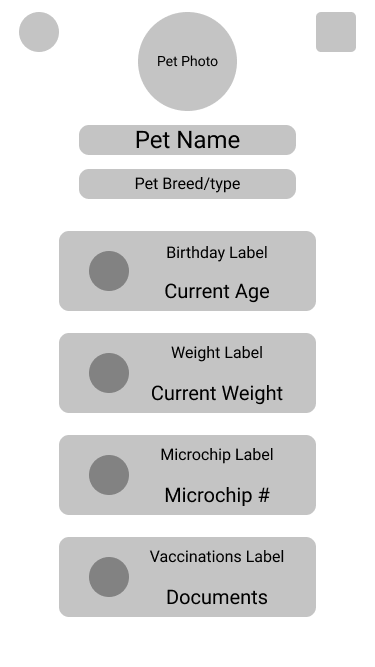 Pet Photo
Pet Name
Pet Breed/type
Birthday Label
Current Age
Weight Label
Current Weight
Microchip Label
Microchip #
Vaccinations Label
Documents